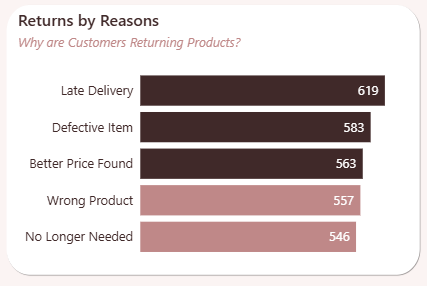 Returns by Reasons
Why are Customers Returning Products?
Late Delivery 619
Defective Item 583
Better Price Found 563
Wrong Product 557
No Longer Needed 546